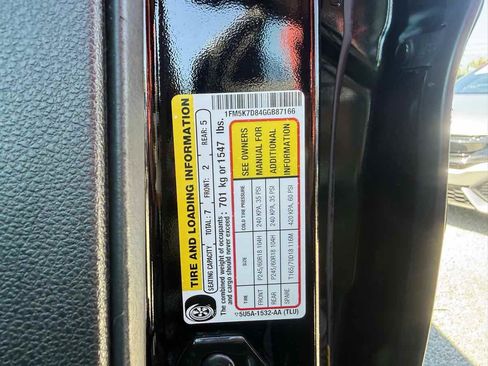 1FM5K7D84GGB87166
TIRE AND LOADING INFORMATION
SEATING CAPACITY TOTAL: 7 FRONT: 2 REAR: 5
The combined weight of occupants
and cargo should never exceed: 701 kg or 1547 lbs.
TIRE SIZE COLD TIRE PRESSURE
FRONT P245/60R18 104H 240 KPA, 35 PSI
REAR P245/60R18 104H 240 KPA, 35 PSI
SPARE T165/70D18 116M 420 KPA, 60 PSI
SEE OWNERS
MANUAL FOR
ADDITIONAL
INFORMATION
5U5A-1532-AA (TLU)